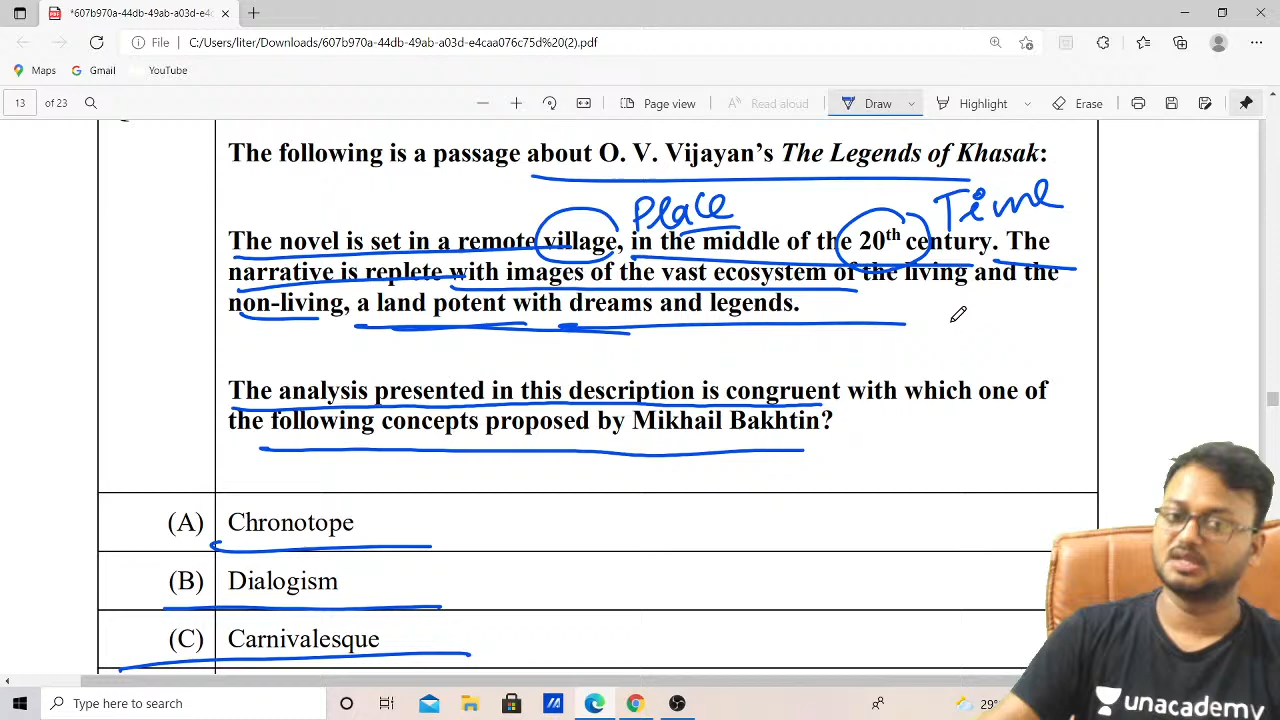 *607b970a-44db-49ab-a03d-e4c
File C:/Users/liter/Downloads/607b970a-44db-49ab-a03d-e4caa076c75d%20(2).pdf
Maps Gmail YouTube
13 of 23 Page view Read aloud Draw Highlight Erase
The following is a passage about O. V. Vijayan's The Legends of Khasak:
Place Time
The novel is set in a remote village, in the middle of the 20th century. The
narrative is replete with images of the vast ecosystem of the living and the
non-living, a land potent with dreams and legends.
The analysis presented in this description is congruent with which one of
the following concepts proposed by Mikhail Bakhtin?
(A) Chronotope
(B) Dialogism
(C) Carnivalesque
unacademy
Type here to search 29°